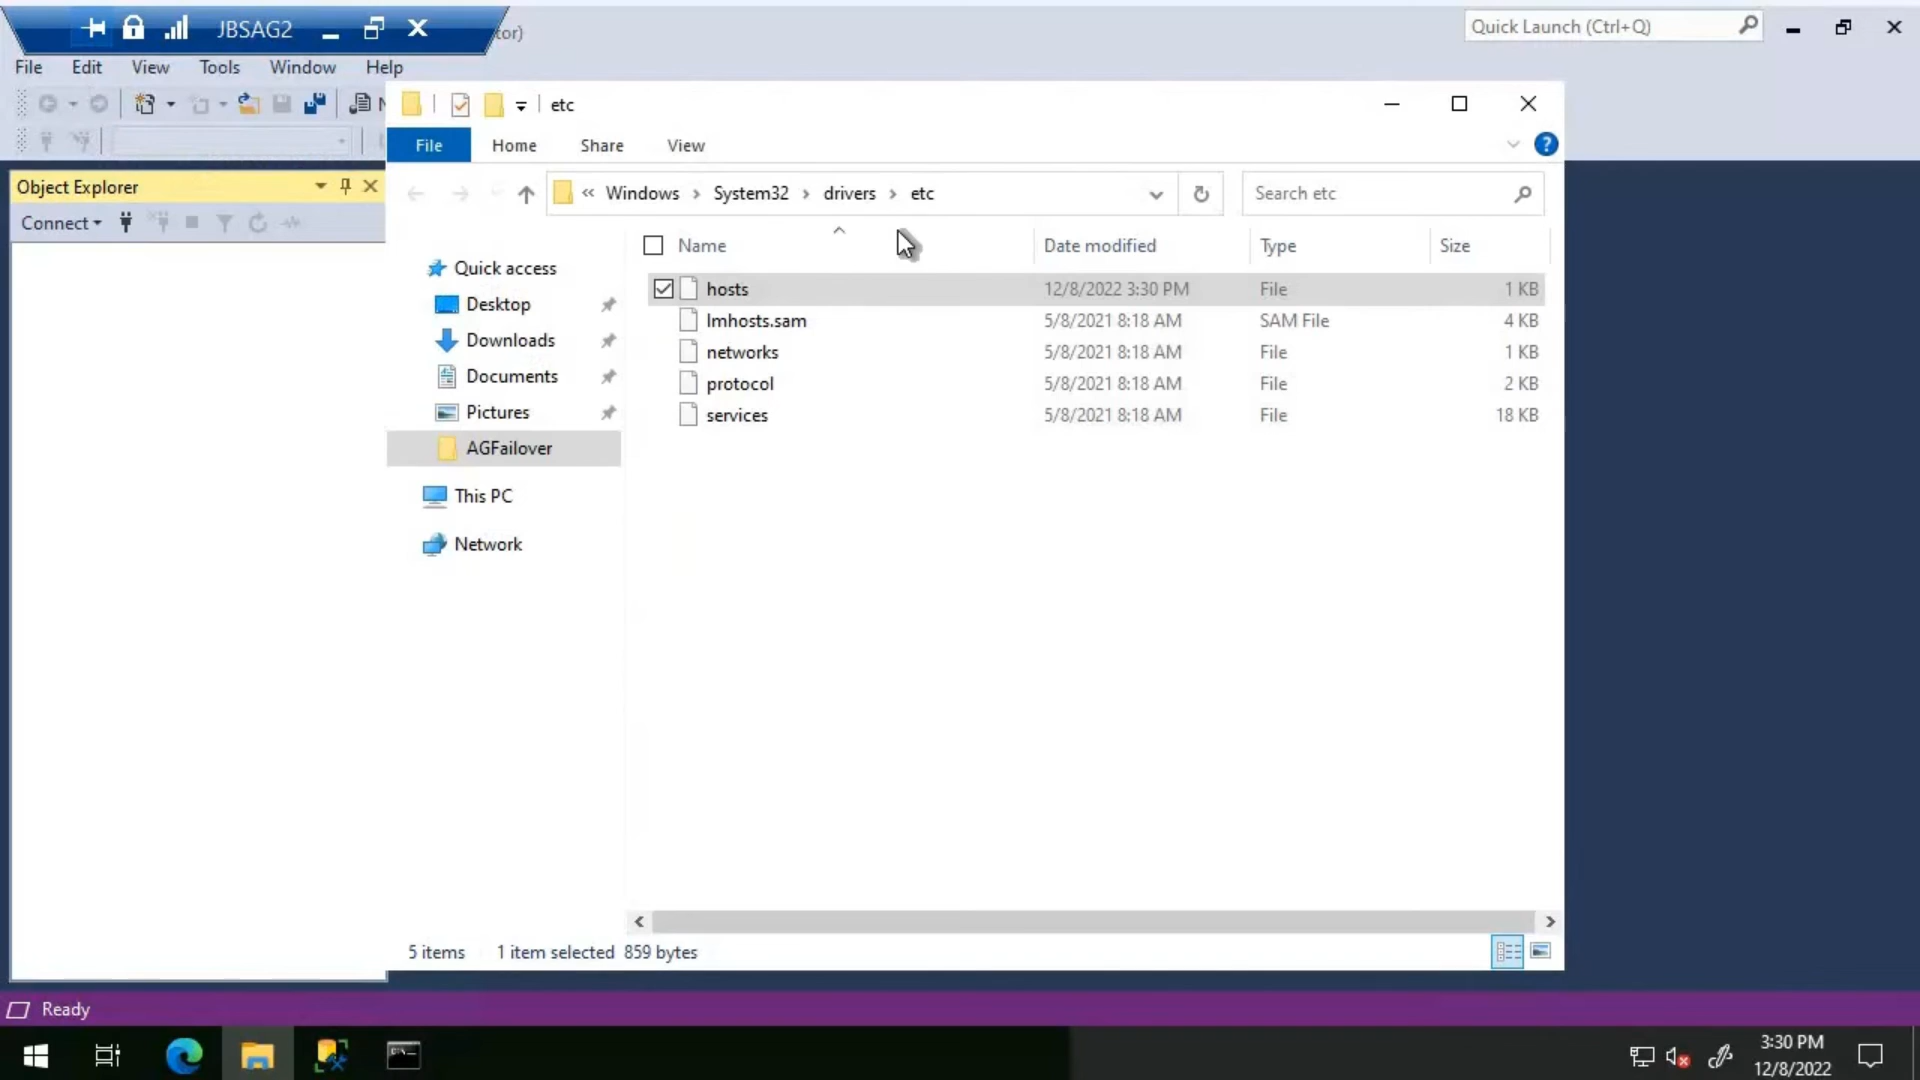 JBSAG2
tor)
Quick Launch (Ctrl+Q)
File Edit View Tools Window Help
etc
File Home Share View
« Windows › System32 › drivers › etc
Search etc
Object Explorer
Connect
Name Date modified Type Size
Quick access
Desktop
Downloads
Documents
Pictures
AGFailover
This PC
Network
hosts 12/8/2022 3:30 PM File 1 KB
lmhosts.sam 5/8/2021 8:18 AM SAM File 4 KB
networks 5/8/2021 8:18 AM File 1 KB
protocol 5/8/2021 8:18 AM File 2 KB
services 5/8/2021 8:18 AM File 18 KB
5 items 1 item selected 859 bytes
Ready
3:30 PM
12/8/2022